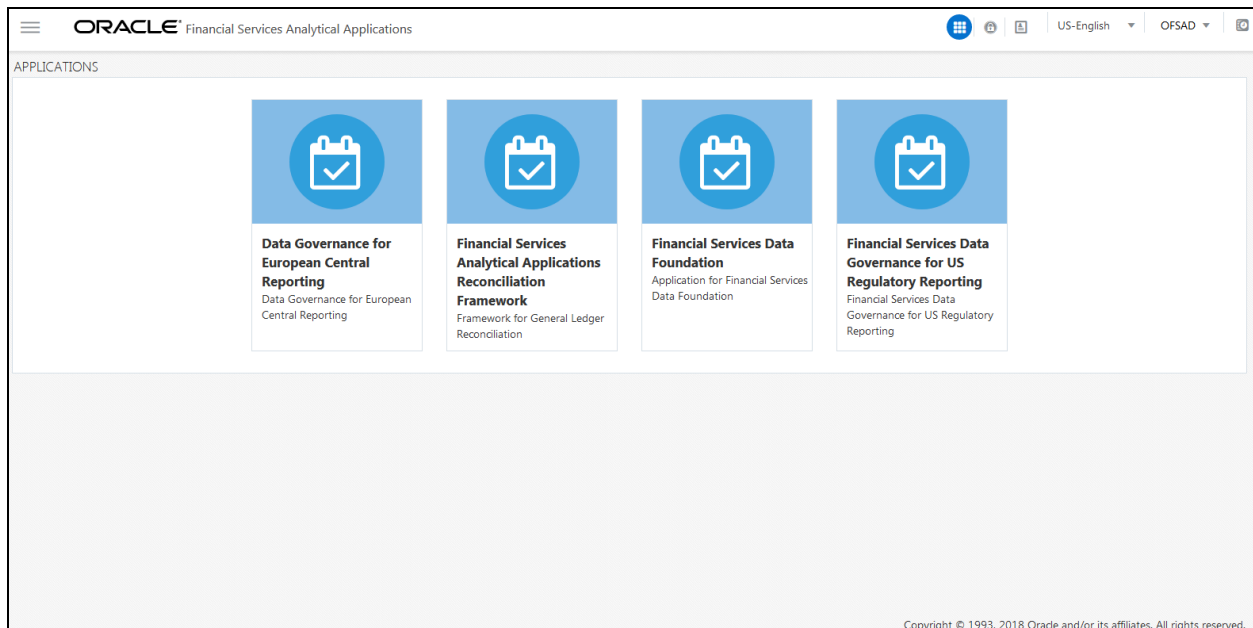 ORACLE® Financial Services Analytical Applications
US-English
OFSAD
APPLICATIONS
Data Governance for
European Central
Reporting
Data Governance for European
Central Reporting
Financial Services
Analytical Applications
Reconciliation
Framework
Framework for General Ledger
Reconciliation
Financial Services Data
Foundation
Application for Financial Services
Data Foundation
Financial Services Data
Governance for US
Regulatory Reporting
Financial Services Data
Governance for US Regulatory
Reporting
Copyright © 1993, 2018 Oracle and/or its affiliates. All rights reserved.